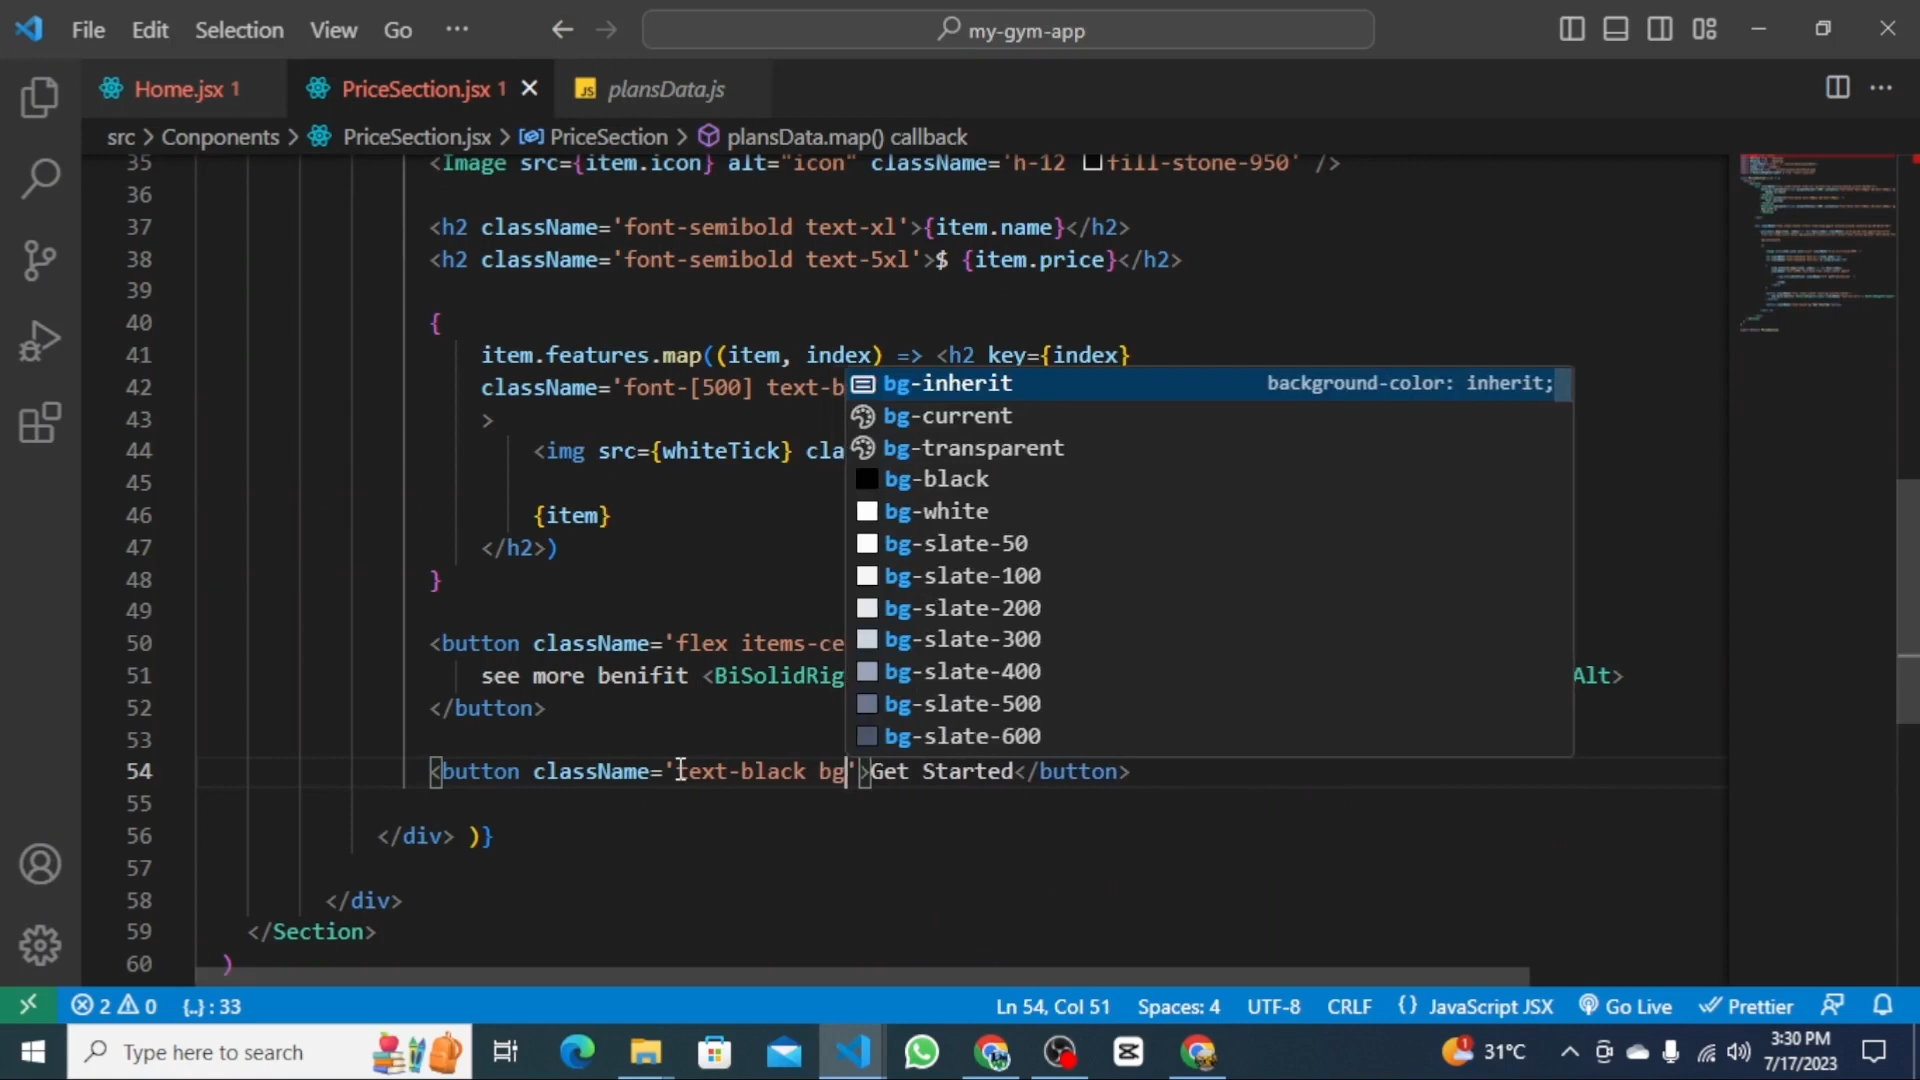 File Edit Selection View Go ··· my-gym-app
Home.jsx 1 PriceSection.jsx 1 JS plansData.js
src > Conponents > PriceSection.jsx > PriceSection > plansData.map() callback
35 <Image src={item.icon} alt="icon" className='h-12 fill-stone-950' />
36
37 <h2 className='font-semibold text-xl'>{item.name}</h2>
38 <h2 className='font-semibold text-5xl'>$ {item.price}</h2>
39
40 {
41 item.features.map((item, index) => <h2 key={index}
42 className='font-[500] text-b
43 >
44 <img src={whiteTick} cla
45
46 {item}
47 </h2>)
48 }
49
50 <button className='flex items-ce
51 see more benifit <BiSolidRig Alt>
52 </button>
53
54 <button className='text-black bg'>Get Started</button>
55
56 </div> )}
57
58 </div>
59 </Section>
60 )
bg-inherit background-color: inherit;
bg-current
bg-transparent
bg-black
bg-white
bg-slate-50
bg-slate-100
bg-slate-200
bg-slate-300
bg-slate-400
bg-slate-500
bg-slate-600
2 0 {..} : 33 Ln 54, Col 51 Spaces: 4 UTF-8 CRLF {} JavaScript JSX Go Live Prettier
Type here to search 1 31°C 3:30 PM
7/17/2023